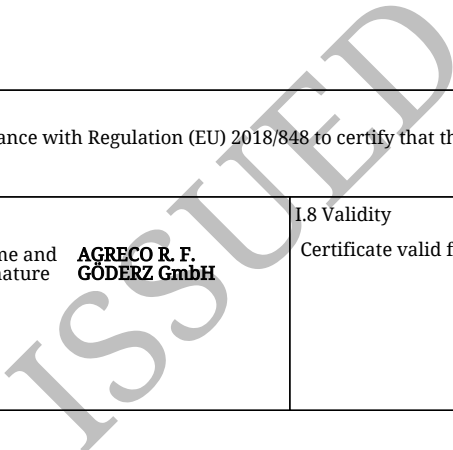 ance with Regulation (EU) 2018/848 to certify that th
I.8 Validity
me and AGRECO R. F.
nature GÖDERZ GmbH
Certificate valid f
ISSUED